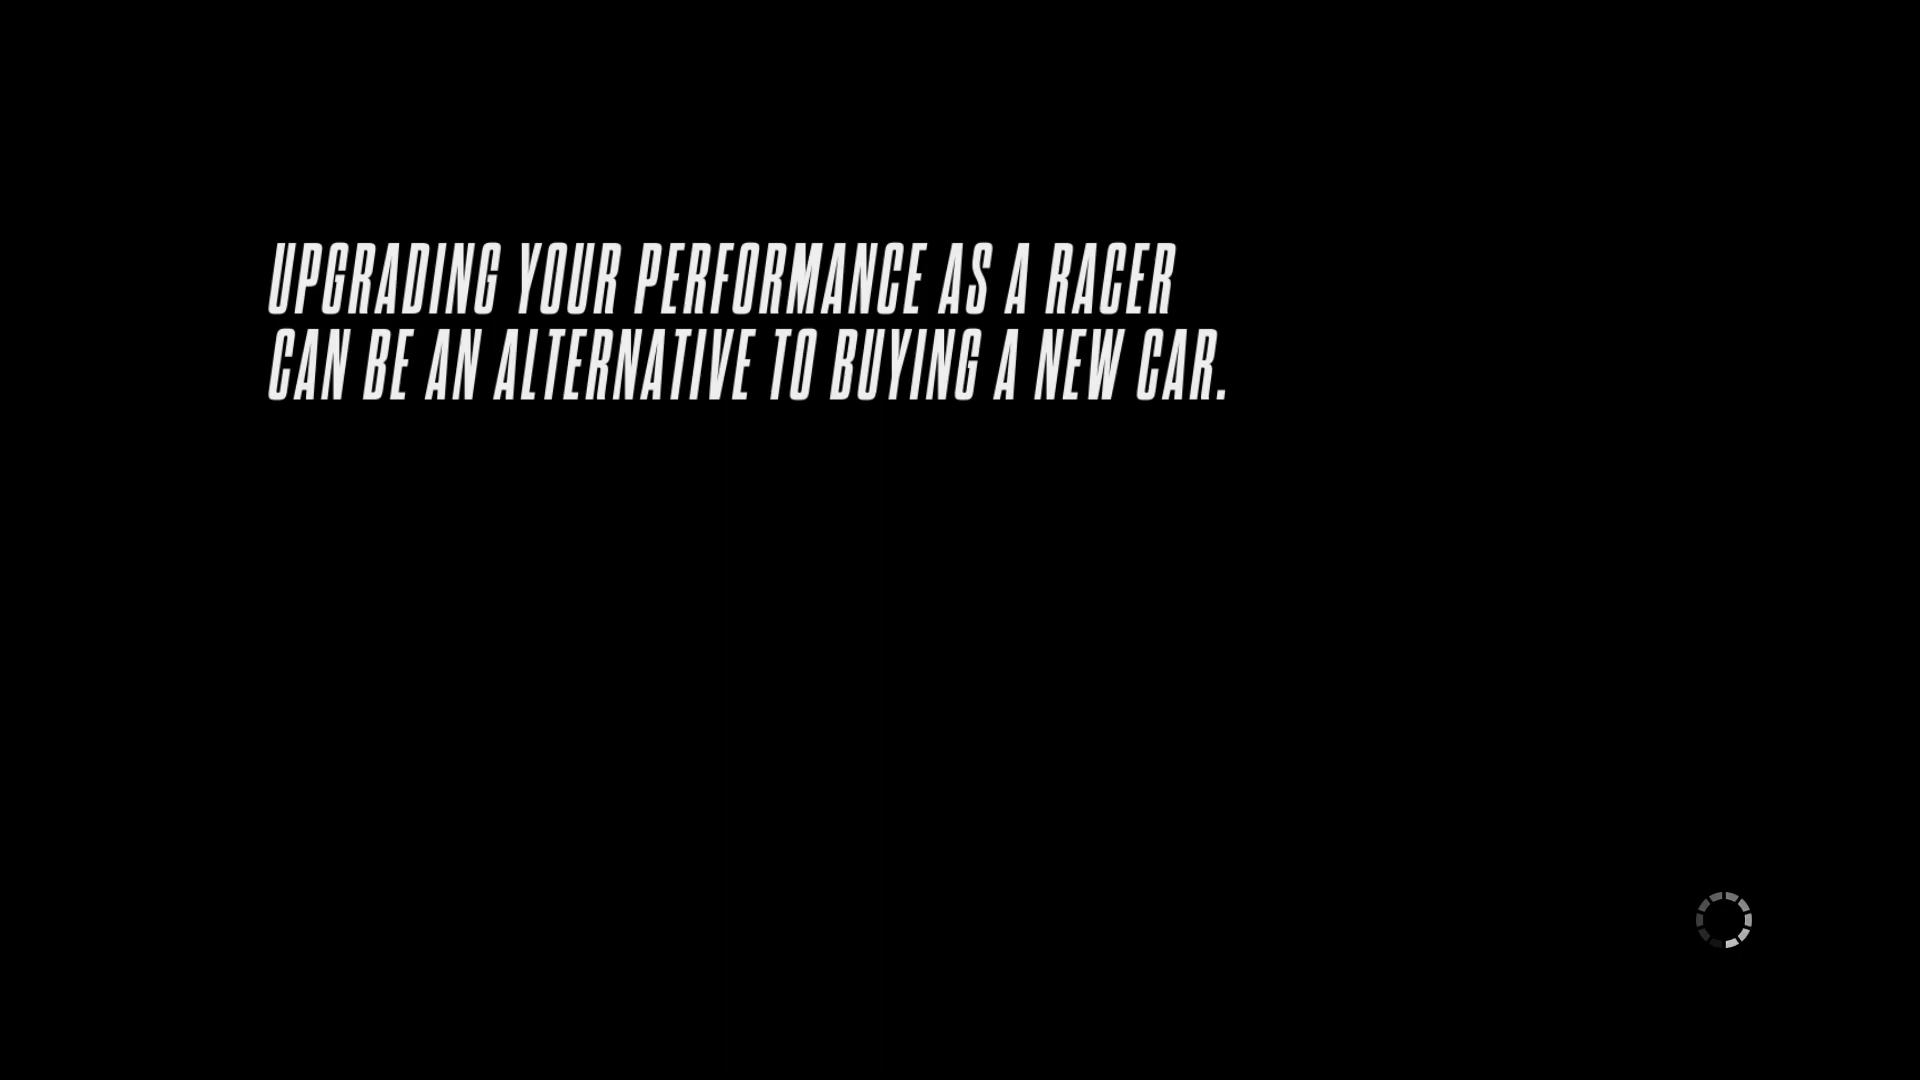 UPGRADING YOUR PERFORMANCE AS A RACER
CAN BE AN ALTERNATIVE TO BUYING A NEW CAR.